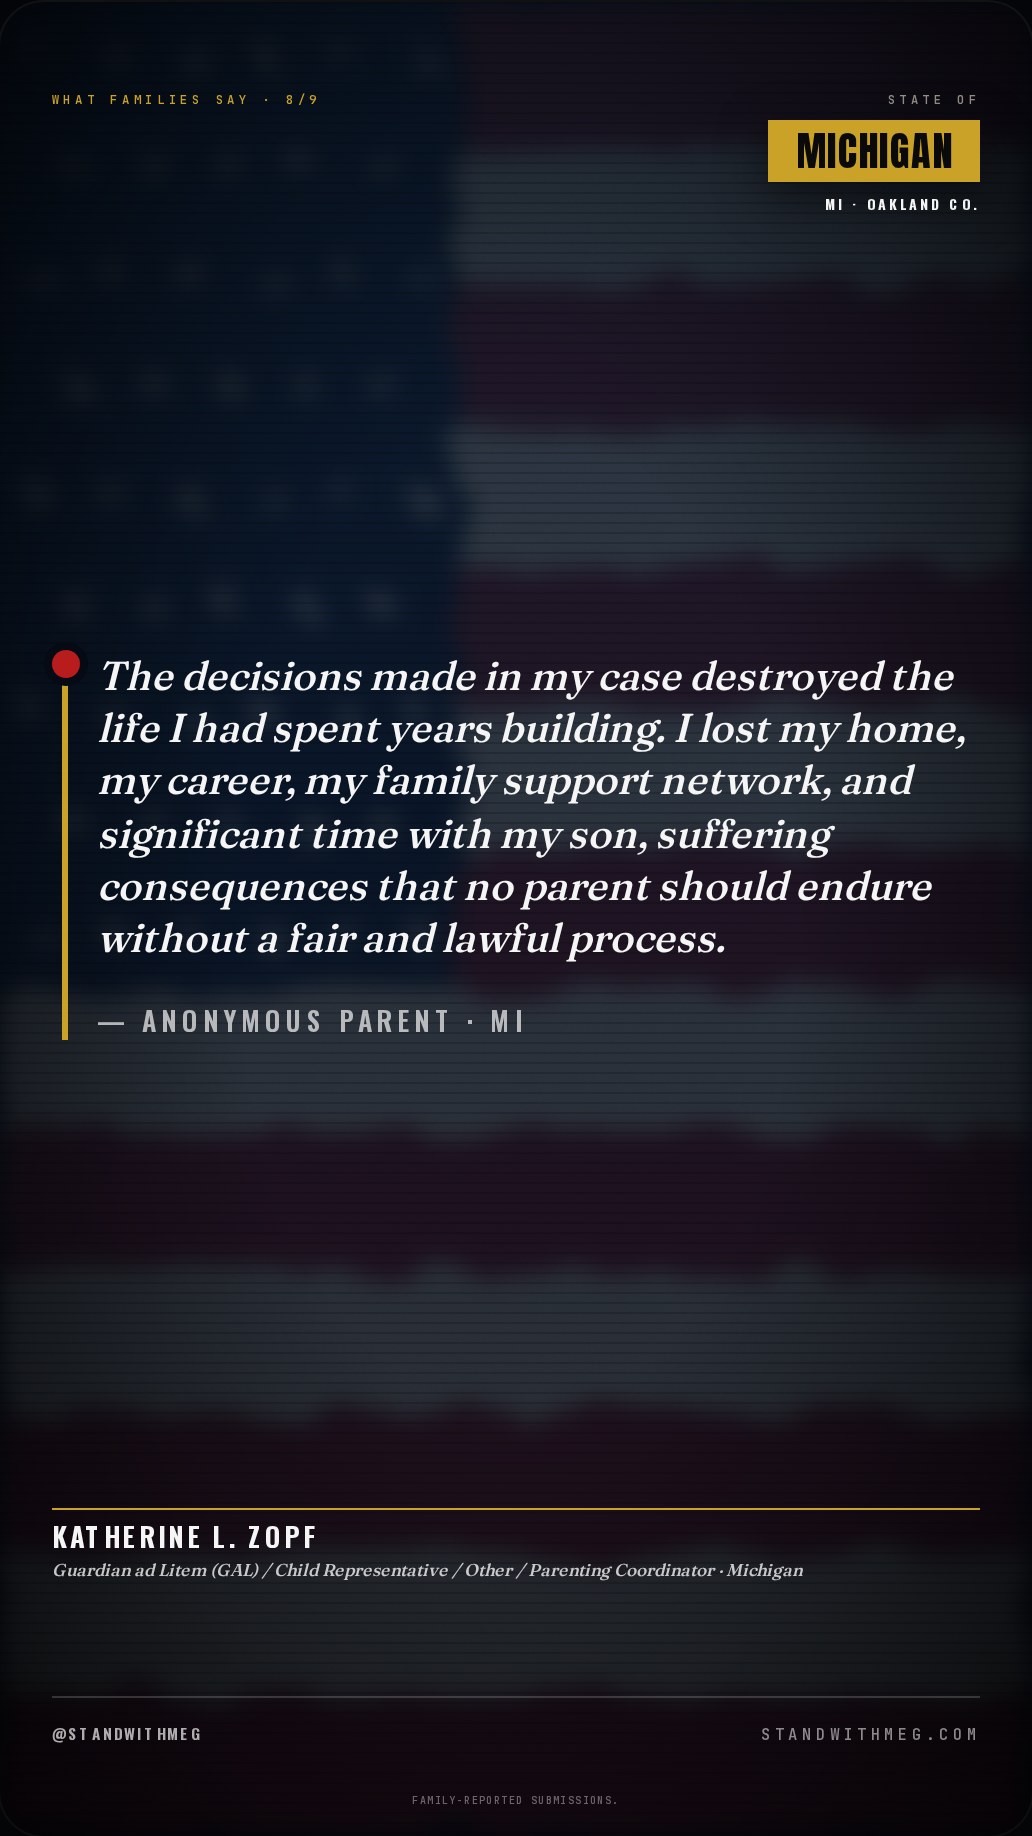 WHAT FAMILIES SAY · 8/9
STATE OF
MICHIGAN
MI · OAKLAND CO.
The decisions made in my case destroyed the
life I had spent years building. I lost my home,
my career, my family support network, and
significant time with my son, suffering
consequences that no parent should endure
without a fair and lawful process.
— ANONYMOUS PARENT · MI
KATHERINE L. ZOPF
Guardian ad Litem (GAL) / Child Representative / Other / Parenting Coordinator · Michigan
@STANDWITHMEG
STANDWITHMEG.COM
FAMILY-REPORTED SUBMISSIONS.